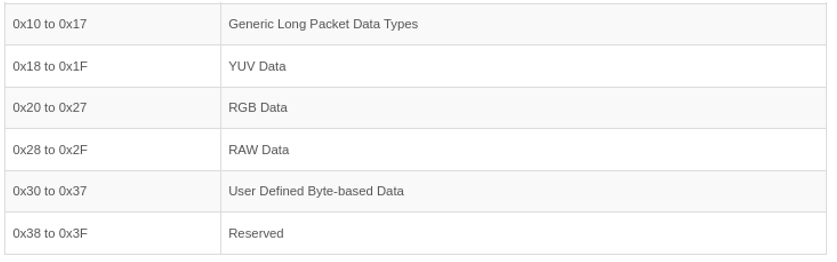 0x10 to 0x17 Generic Long Packet Data Types
0x18 to 0x1F YUV Data
0x20 to 0x27 RGB Data
0x28 to 0x2F RAW Data
0x30 to 0x37 User Defined Byte-based Data
0x38 to 0x3F Reserved